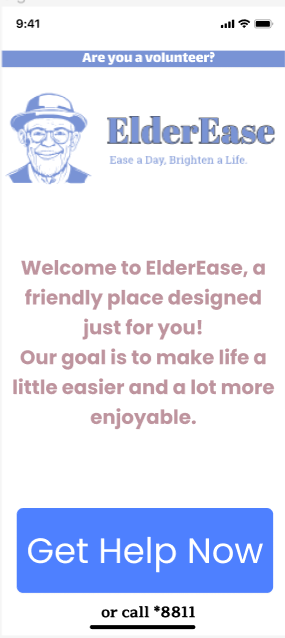 9:41
Are you a volunteer?
ElderEase
Ease a Day, Brighten a Life.
Welcome to ElderEase, a
friendly place designed
just for you!
Our goal is to make life a
little easier and a lot more
enjoyable.
Get Help Now
or call *8811